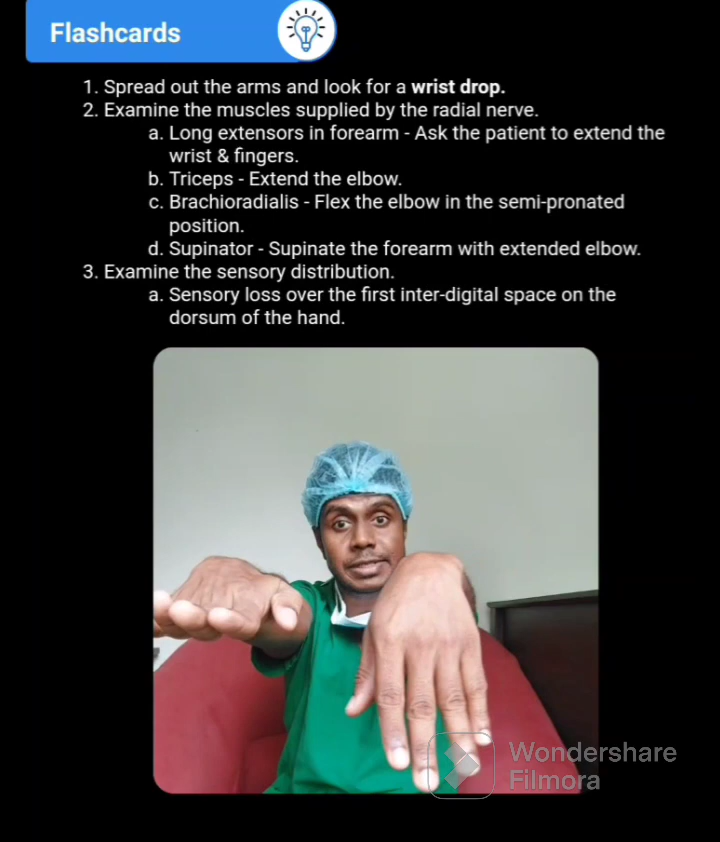 Flashcards
1. Spread out the arms and look for a wrist drop.
2. Examine the muscles supplied by the radial nerve.
a. Long extensors in forearm - Ask the patient to extend the
wrist & fingers.
b. Triceps - Extend the elbow.
c. Brachioradialis - Flex the elbow in the semi-pronated
position.
d. Supinator - Supinate the forearm with extended elbow.
3. Examine the sensory distribution.
a. Sensory loss over the first inter-digital space on the
dorsum of the hand.
Wondershare
Filmora